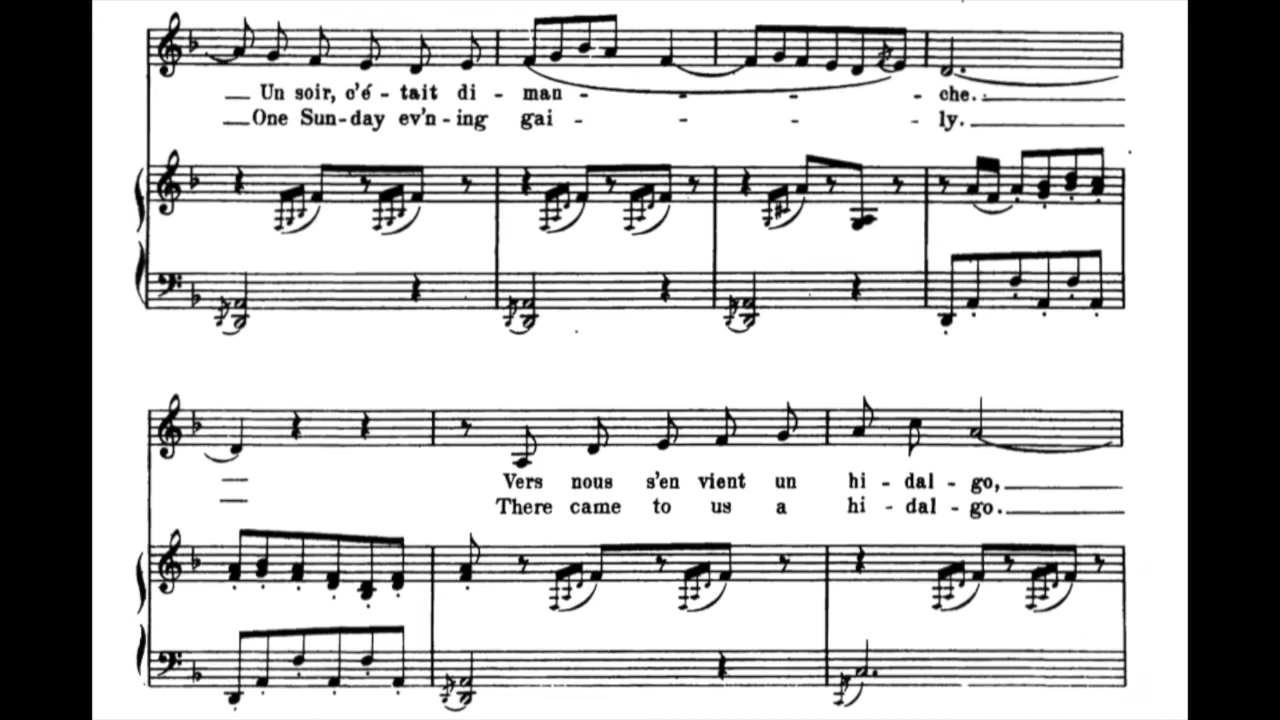 Un soir, c'é - tait di - man - - - - che.
One Sun - day ev'n - ing gai - - - - ly.
Vers nous s'en vient un hi - dal - go,
There came to us a hi - dal - go.